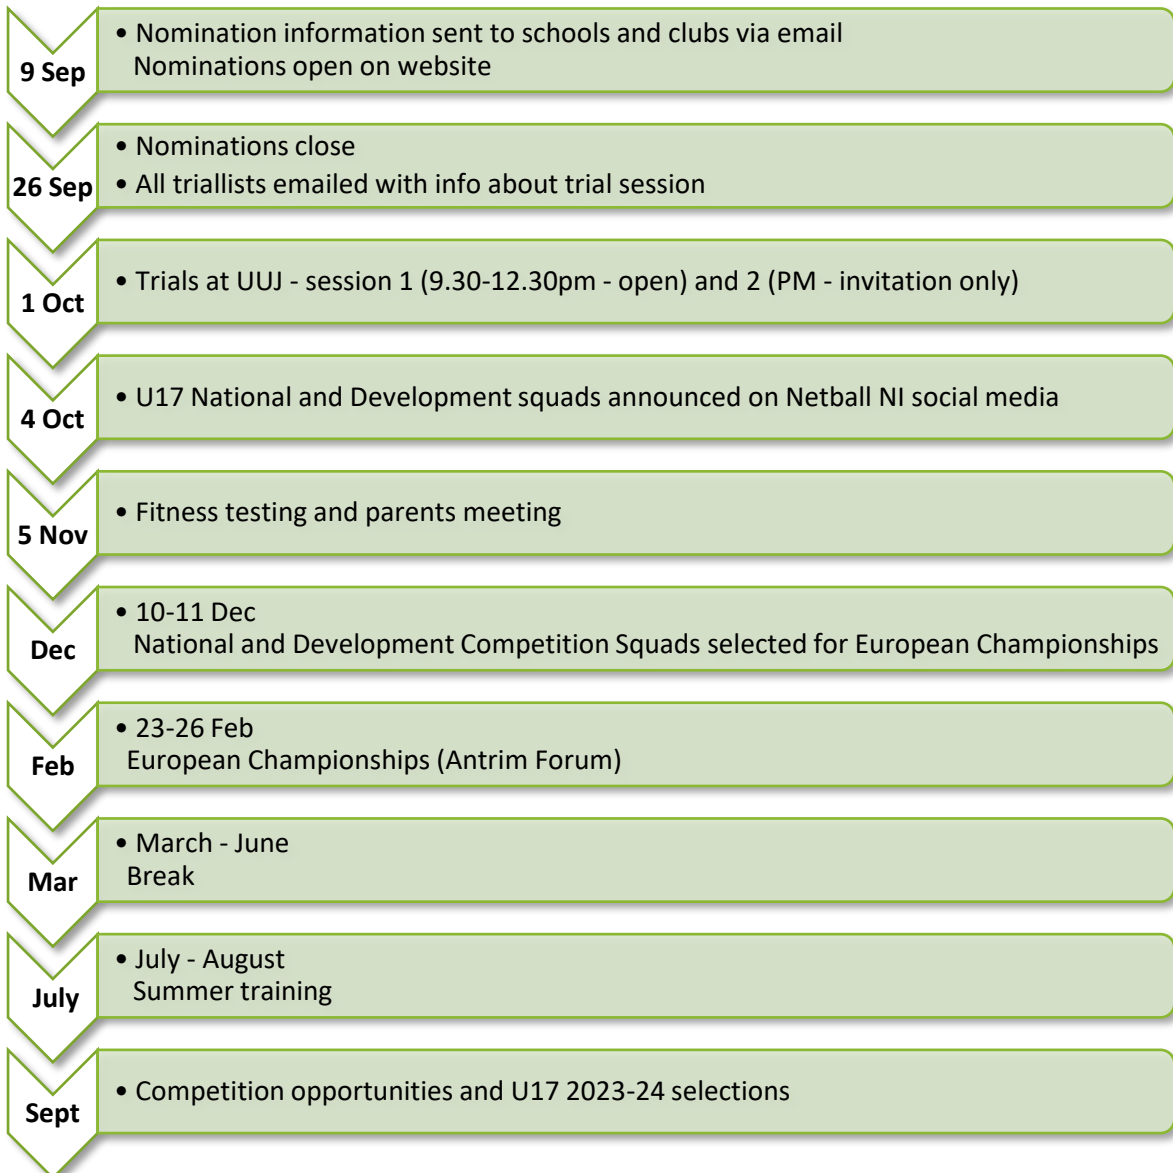 9 Sep
• Nomination information sent to schools and clubs via email
Nominations open on website
26 Sep
• Nominations close
• All triallists emailed with info about trial session
1 Oct
• Trials at UUJ - session 1 (9.30-12.30pm - open) and 2 (PM - invitation only)
4 Oct
• U17 National and Development squads announced on Netball NI social media
5 Nov
• Fitness testing and parents meeting
Dec
• 10-11 Dec
National and Development Competition Squads selected for European Championships
Feb
• 23-26 Feb
European Championships (Antrim Forum)
Mar
• March - June
Break
July
• July - August
Summer training
Sept
• Competition opportunities and U17 2023-24 selections